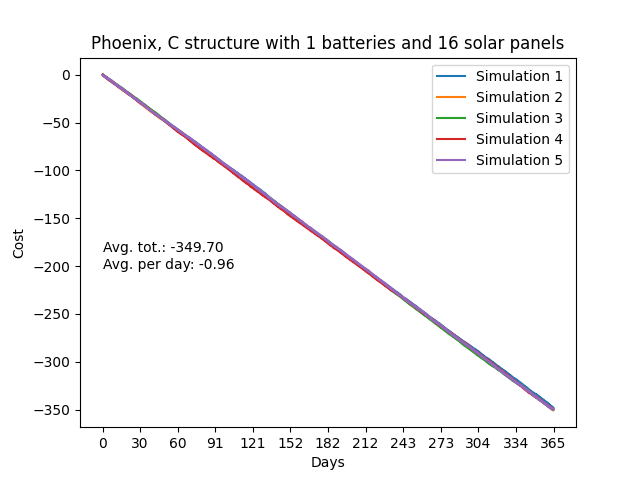 Phoenix, C structure with 1 batteries and 16 solar panels
Simulation 1
Simulation 2
Simulation 3
Simulation 4
Simulation 5
Cost
0
−50
−100
−150
−200
−250
−300
−350
Avg. tot.: -349.70
Avg. per day: -0.96
0 30 60 91 121 152 182 212 243 273 304 334 365
Days